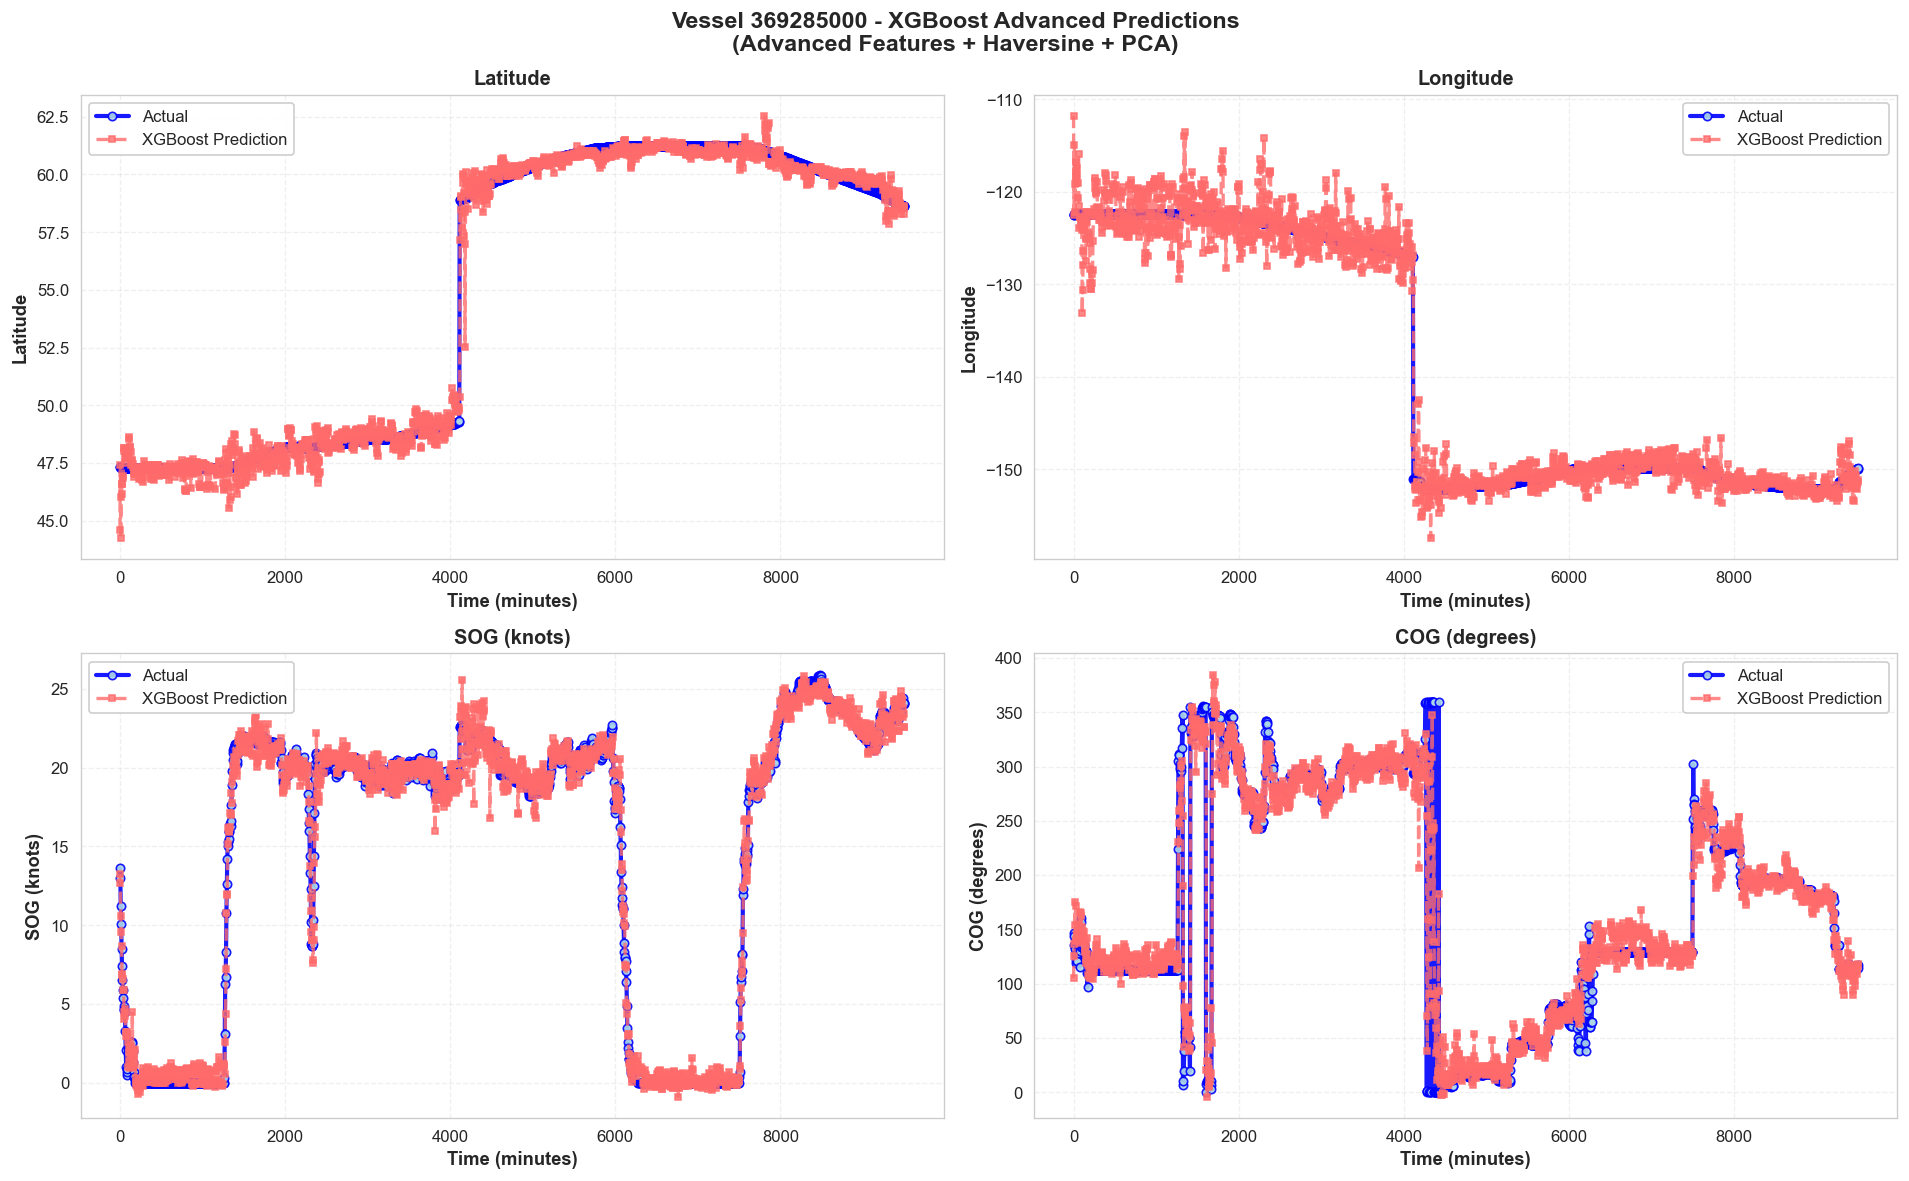 Vessel 369285000 - XGBoost Advanced Predictions
(Advanced Features + Haversine + PCA)
Latitude
Actual
XGBoost Prediction
62.5
60.0
57.5
55.0
52.5
50.0
47.5
45.0
Latitude
0 2000 4000 6000 8000
Time (minutes)
Longitude
Actual
XGBoost Prediction
−110
−120
−130
−140
−150
Longitude
0 2000 4000 6000 8000
Time (minutes)
SOG (knots)
Actual
XGBoost Prediction
25
20
15
10
5
0
SOG (knots)
0 2000 4000 6000 8000
Time (minutes)
COG (degrees)
Actual
XGBoost Prediction
400
350
300
250
200
150
100
50
0
COG (degrees)
0 2000 4000 6000 8000
Time (minutes)